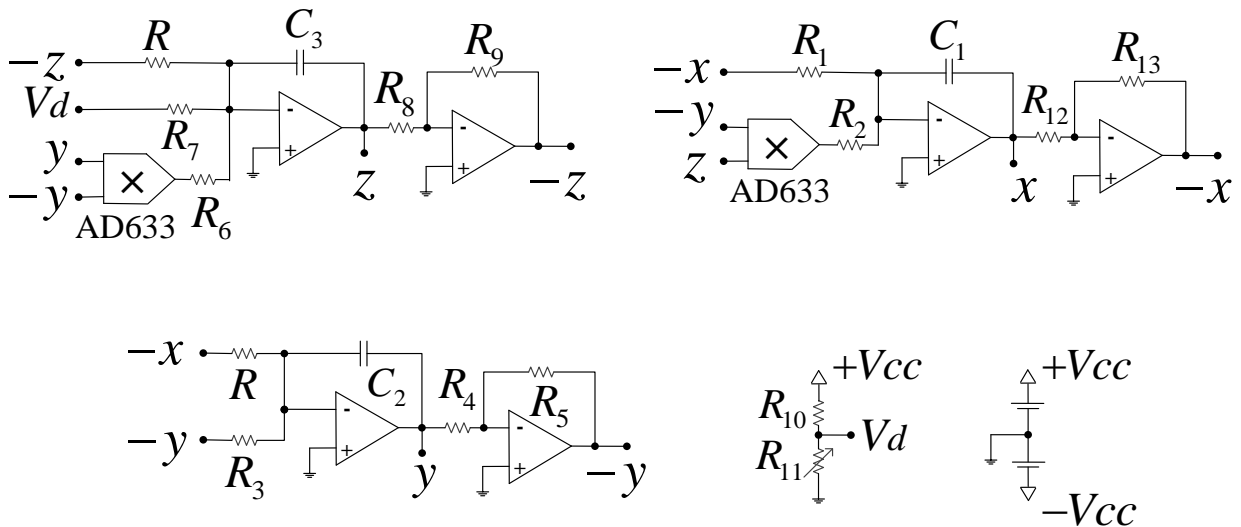 −z
R
C₃
R₉
Vd
R₇
R₈
y
−y
AD633
R₆
z
−z
−x
R₁
C₁
R₁₃
−y
R₂
R₁₂
z
AD633
x
−x
−x
R
C₂
R₄
R₅
−y
R₃
y
−y
+Vcc
R₁₀
Vd
R₁₁
+Vcc
−Vcc